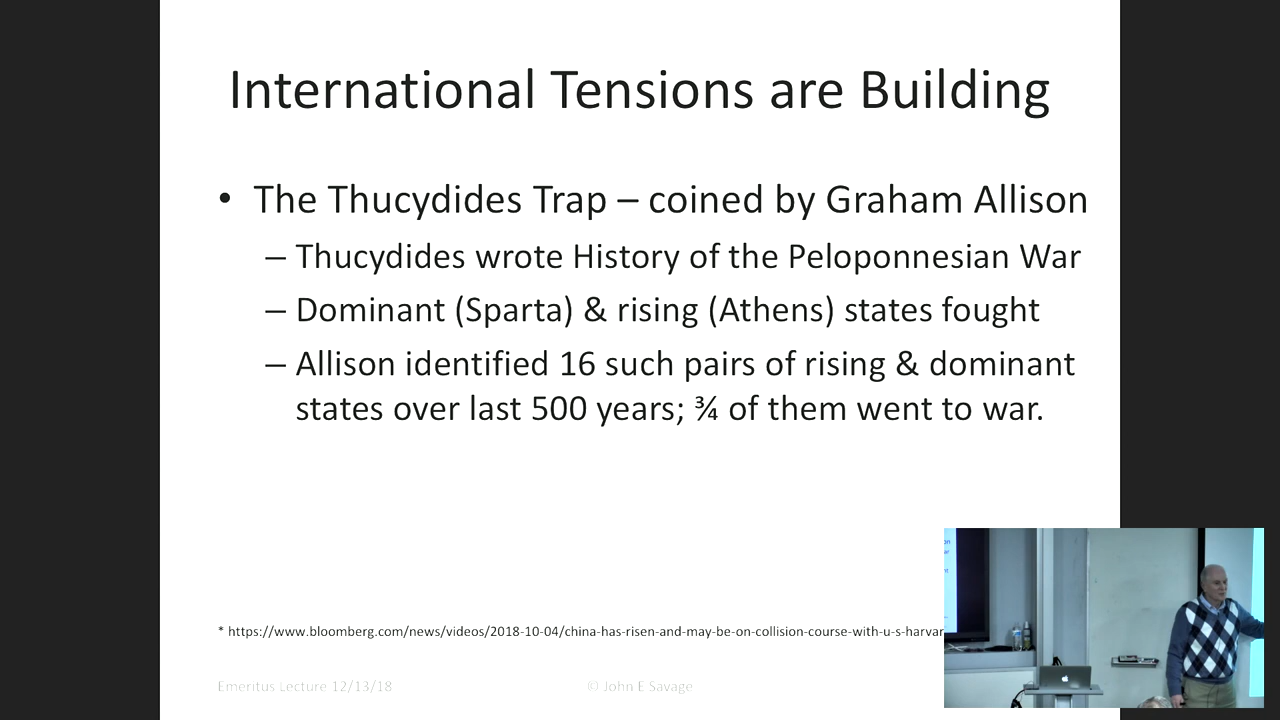 International Tensions are Building
• The Thucydides Trap – coined by Graham Allison
– Thucydides wrote History of the Peloponnesian War
– Dominant (Sparta) & rising (Athens) states fought
– Allison identified 16 such pairs of rising & dominant
states over last 500 years; ¾ of them went to war.
* https://www.bloomberg.com/news/videos/2018-10-04/china-has-risen-and-may-be-on-collision-course-with-u-s-harvar
Emeritus Lecture 12/13/18
© John E Savage